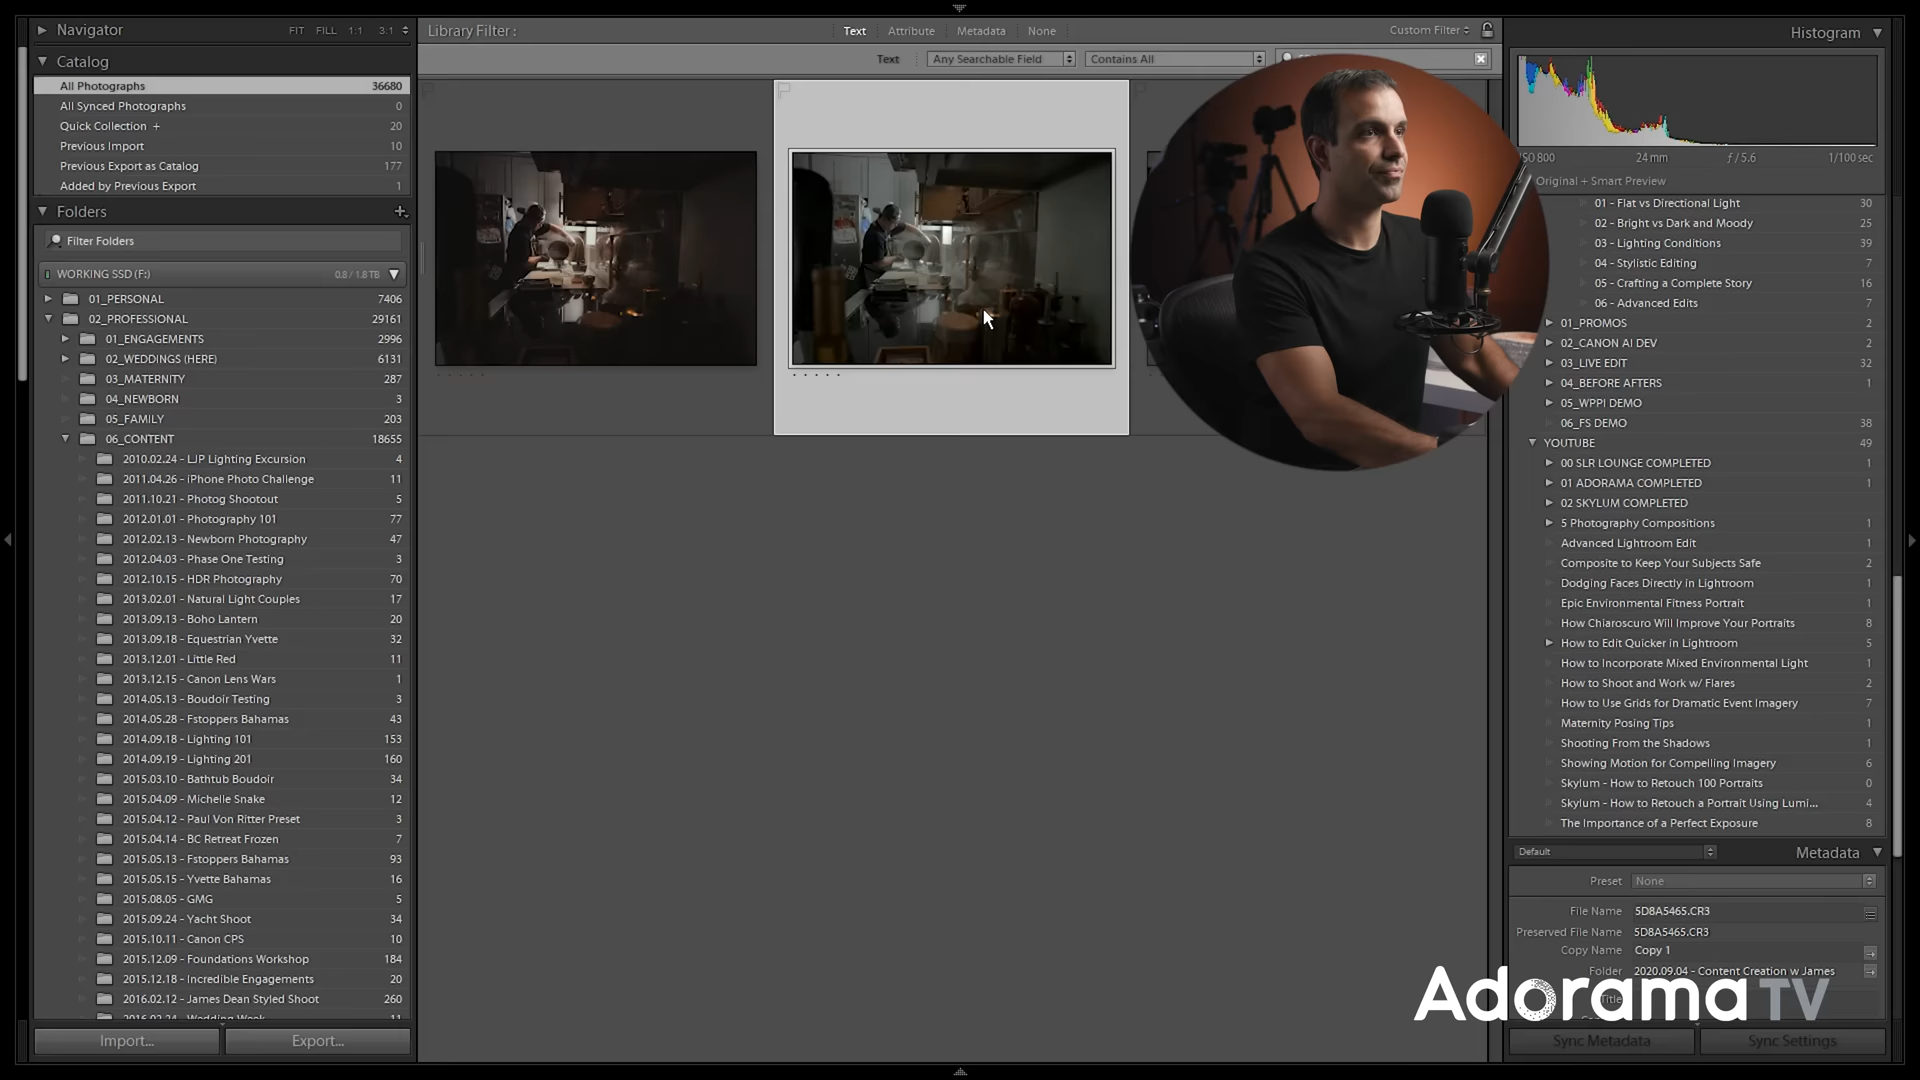 Navigator FIT FILL 1:1 3:1
Catalog
All Photographs 36680
All Synced Photographs 0
Quick Collection + 20
Previous Import 10
Previous Export as Catalog 177
Added by Previous Export 1
Folders +
Filter Folders
WORKING SSD (F:) 0.8 / 1.8 TB
01_PERSONAL 7406
02_PROFESSIONAL 29161
01_ENGAGEMENTS 2996
02_WEDDINGS (HERE) 6131
03_MATERNITY 287
04_NEWBORN 3
05_FAMILY 203
06_CONTENT 18655
2010.02.24 - LJP Lighting Excursion 4
2011.04.26 - iPhone Photo Challenge 11
2011.10.21 - Photog Shootout 5
2012.01.01 - Photography 101 77
2012.02.13 - Newborn Photography 47
2012.04.03 - Phase One Testing 3
2012.10.15 - HDR Photography 70
2013.02.01 - Natural Light Couples 17
2013.09.13 - Boho Lantern 20
2013.09.18 - Equestrian Yvette 32
2013.12.01 - Little Red 11
2013.12.15 - Canon Lens Wars 1
2014.05.13 - Boudoir Testing 3
2014.05.28 - Fstoppers Bahamas 43
2014.09.18 - Lighting 101 153
2014.09.19 - Lighting 201 160
2015.03.10 - Bathtub Boudoir 34
2015.04.09 - Michelle Snake 12
2015.04.12 - Paul Von Ritter Preset 3
2015.04.14 - BC Retreat Frozen 7
2015.05.13 - Fstoppers Bahamas 93
2015.05.15 - Yvette Bahamas 16
2015.08.05 - GMG 5
2015.09.24 - Yacht Shoot 34
2015.10.11 - Canon CPS 10
2015.12.09 - Foundations Workshop 184
2015.12.18 - Incredible Engagements 20
2016.02.12 - James Dean Styled Shoot 260
2016.02.24 - Wedding Week 11
Import... Export...
Library Filter : Text Attribute Metadata None Custom Filter
Text Any Searchable Field Contains All
Histogram
ISO 800 24 mm ƒ / 5.6 1/100 sec
Original + Smart Preview
01 - Flat vs Directional Light 30
02 - Bright vs Dark and Moody 25
03 - Lighting Conditions 39
04 - Stylistic Editing 7
05 - Crafting a Complete Story 16
06 - Advanced Edits 7
01_PROMOS 2
02_CANON AI DEV 2
03_LIVE EDIT 32
04_BEFORE AFTERS 1
05_WPPI DEMO
06_FS DEMO 38
YOUTUBE 49
00 SLR LOUNGE COMPLETED 1
01 ADORAMA COMPLETED 1
02 SKYLUM COMPLETED
5 Photography Compositions 1
Advanced Lightroom Edit 1
Composite to Keep Your Subjects Safe 2
Dodging Faces Directly in Lightroom 1
Epic Environmental Fitness Portrait 1
How Chiaroscuro Will Improve Your Portraits 8
How to Edit Quicker in Lightroom 5
How to Incorporate Mixed Environmental Light 1
How to Shoot and Work w/ Flares 2
How to Use Grids for Dramatic Event Imagery 7
Maternity Posing Tips 1
Shooting From the Shadows 1
Showing Motion for Compelling Imagery 6
Skylum - How to Retouch 100 Portraits 0
Skylum - How to Retouch a Portrait Using Lumi... 4
The Importance of a Perfect Exposure 8
Default Metadata
Preset None
File Name 5D8A5465.CR3
Preserved File Name 5D8A5465.CR3
Copy Name Copy 1
Folder 2020.09.04 - Content Creation w James
Title
Adorama TV
Sync Metadata Sync Settings